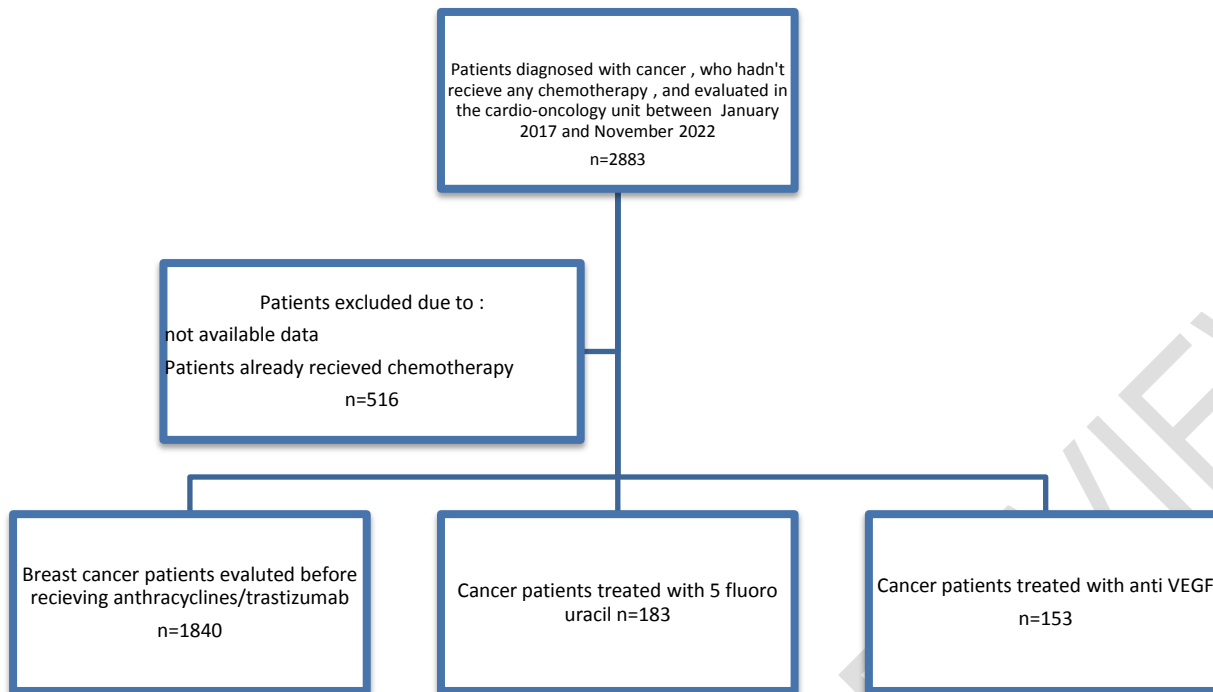 Patients diagnosed with cancer , who hadn't
recieve any chemotherapy , and evaluated in
the cardio-oncology unit between January
2017 and November 2022
n=2883
Patients excluded due to :
not available data
Patients already recieved chemotherapy
n=516
Breast cancer patients evaluted before
recieving anthracyclines/trastizumab
n=1840
Cancer patients treated with 5 fluoro
uracil n=183
Cancer patients treated with anti VEGF
n=153